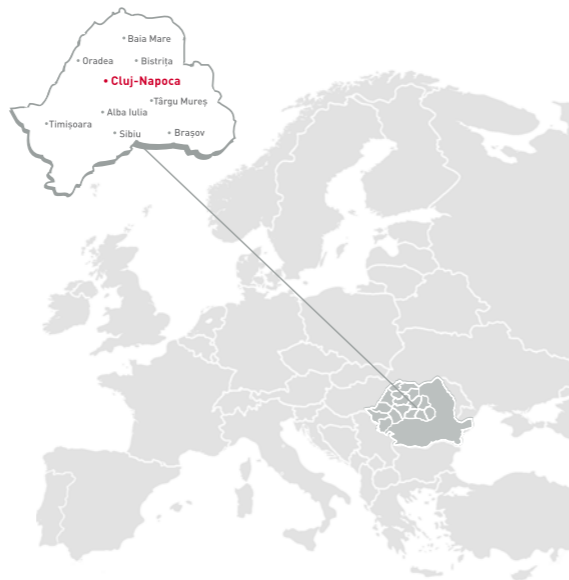 Baia Mare
Oradea
Bistrița
Cluj-Napoca
Târgu Mureș
Alba Iulia
Timișoara
Sibiu
Brașov